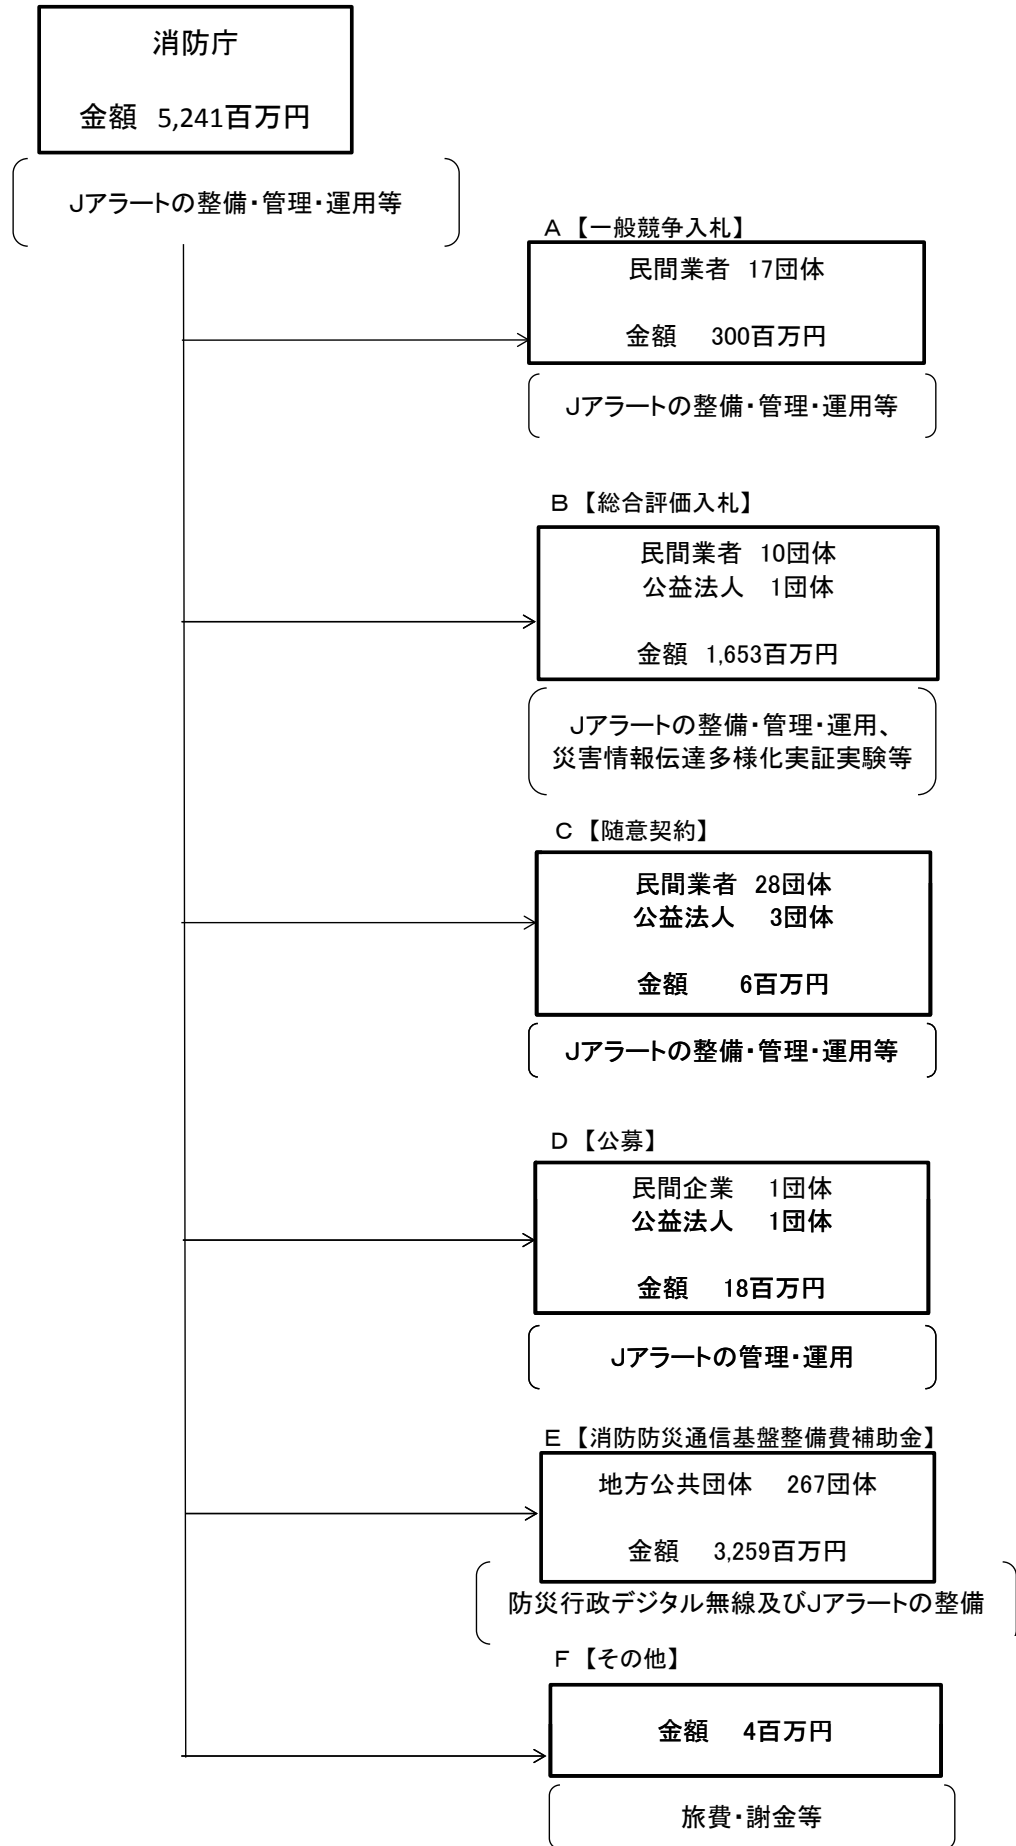 消防庁
金額 5,241百万円
Jアラートの整備・管理・運用等
A 【一般競争入札】
民間業者 17団体
金額 300百万円
Jアラートの整備・管理・運用等
B 【総合評価入札】
民間業者 10団体
公益法人 1団体
金額 1,653百万円
Jアラートの整備・管理・運用、
災害情報伝達多様化実証実験等
C 【随意契約】
民間業者 28団体
公益法人 3団体
金額 6百万円
Jアラートの整備・管理・運用等
D 【公募】
民間企業 1団体
公益法人 1団体
金額 18百万円
Jアラートの管理・運用
E 【消防防災通信基盤整備費補助金】
地方公共団体 267団体
金額 3,259百万円
防災行政デジタル無線及びJアラートの整備
F 【その他】
金額 4百万円
旅費・謝金等